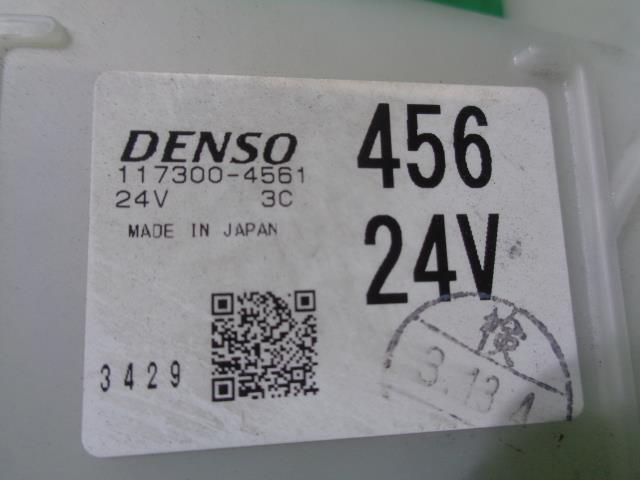 DENSO
117300-4561
24V 3C
MADE IN JAPAN
456
24V
3429
検
3.13.4